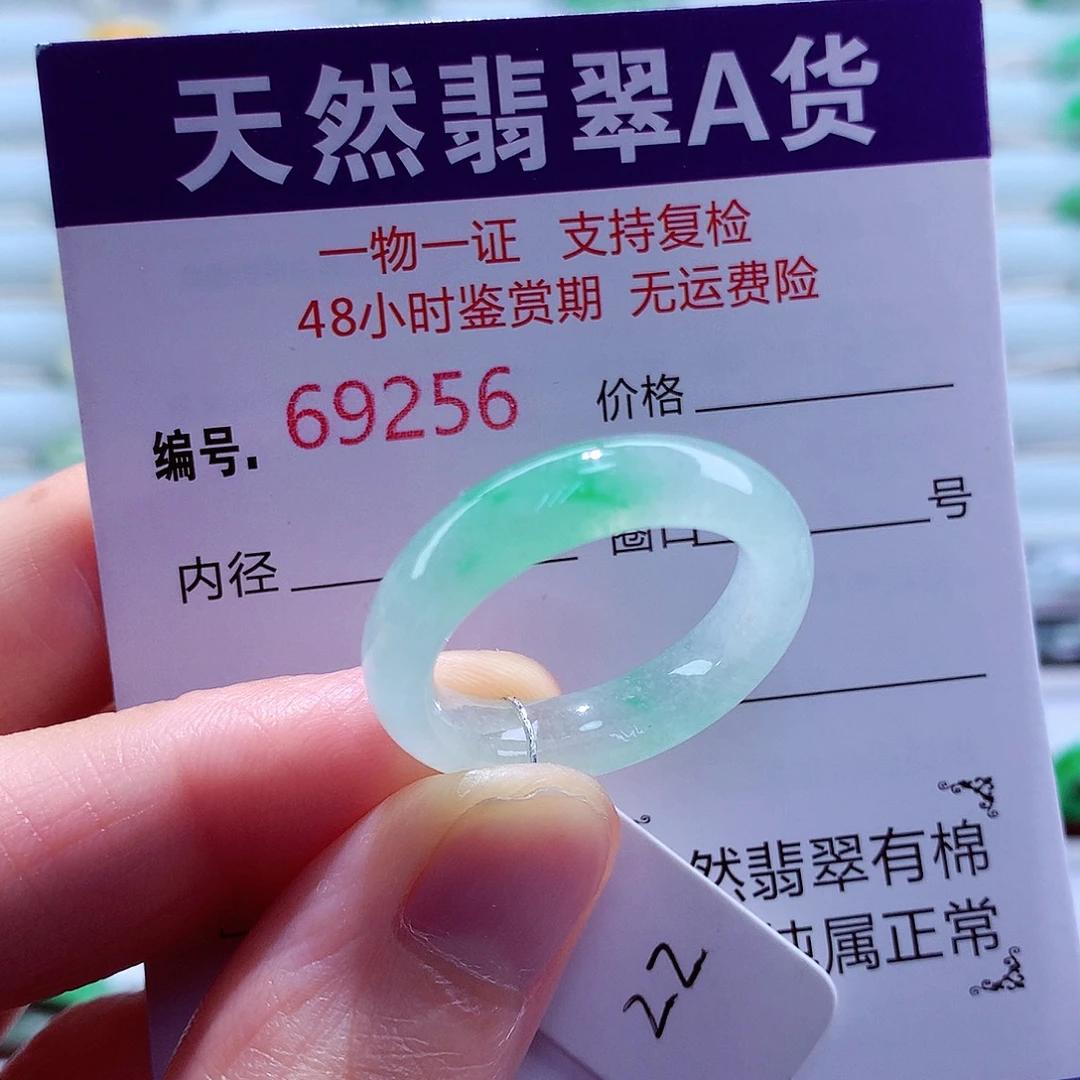 天然翡翠A货
一物一证 支持复检
48小时鉴赏期 无运费险
编号. 69256 价格
内径 圈口 号
然翡翠有棉
属正常
22